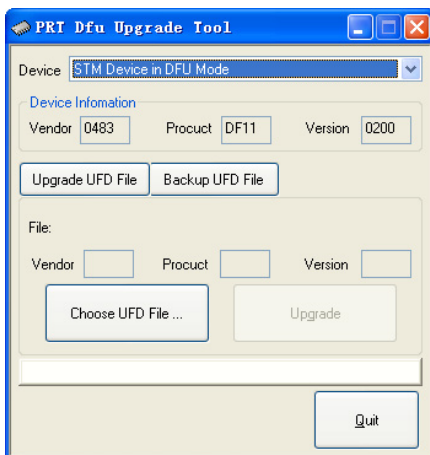 PRT Dfu Upgrade Tool
Device STM Device in DFU Mode
Device Infomation
Vendor 0483 Procuct DF11 Version 0200
Upgrade UFD File Backup UFD File
File:
Vendor Procuct Version
Choose UFD File ... Upgrade
Quit